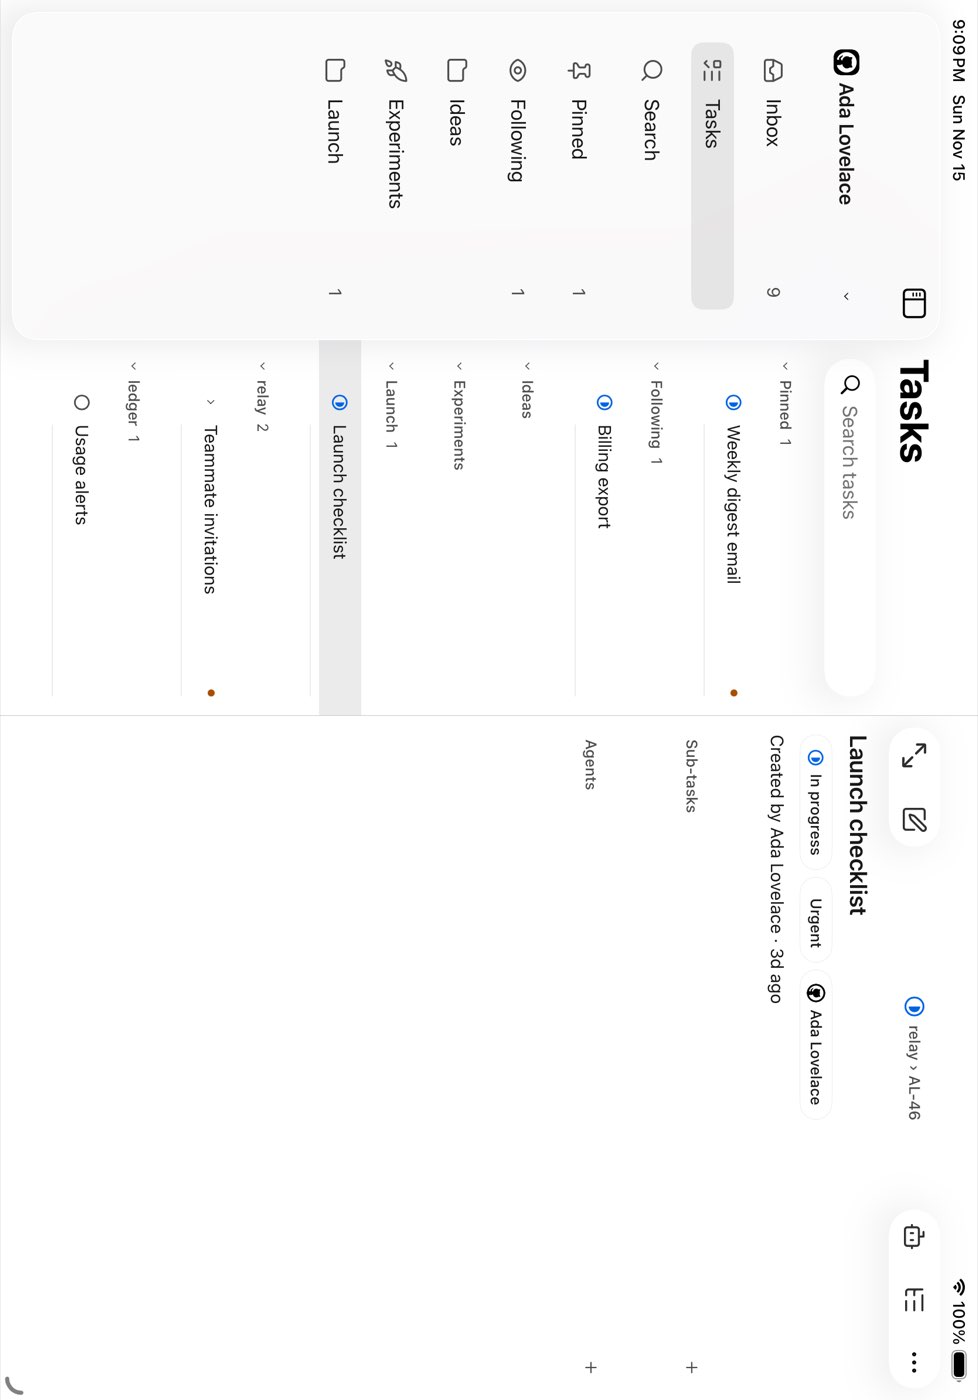 9:09 PM Sun Nov 15
100%
Ada Lovelace
Inbox 9
Tasks
Search
Pinned 1
Following 1
Ideas
Experiments
Launch 1
Tasks
Search tasks
Pinned 1
Weekly digest email
Following 1
Billing export
Ideas
Experiments
Launch 1
Launch checklist
relay 2
Teammate invitations
ledger 1
Usage alerts
relay › AL-46
Launch checklist
In progress Urgent Ada Lovelace
Created by Ada Lovelace · 3d ago
Sub-tasks
Agents